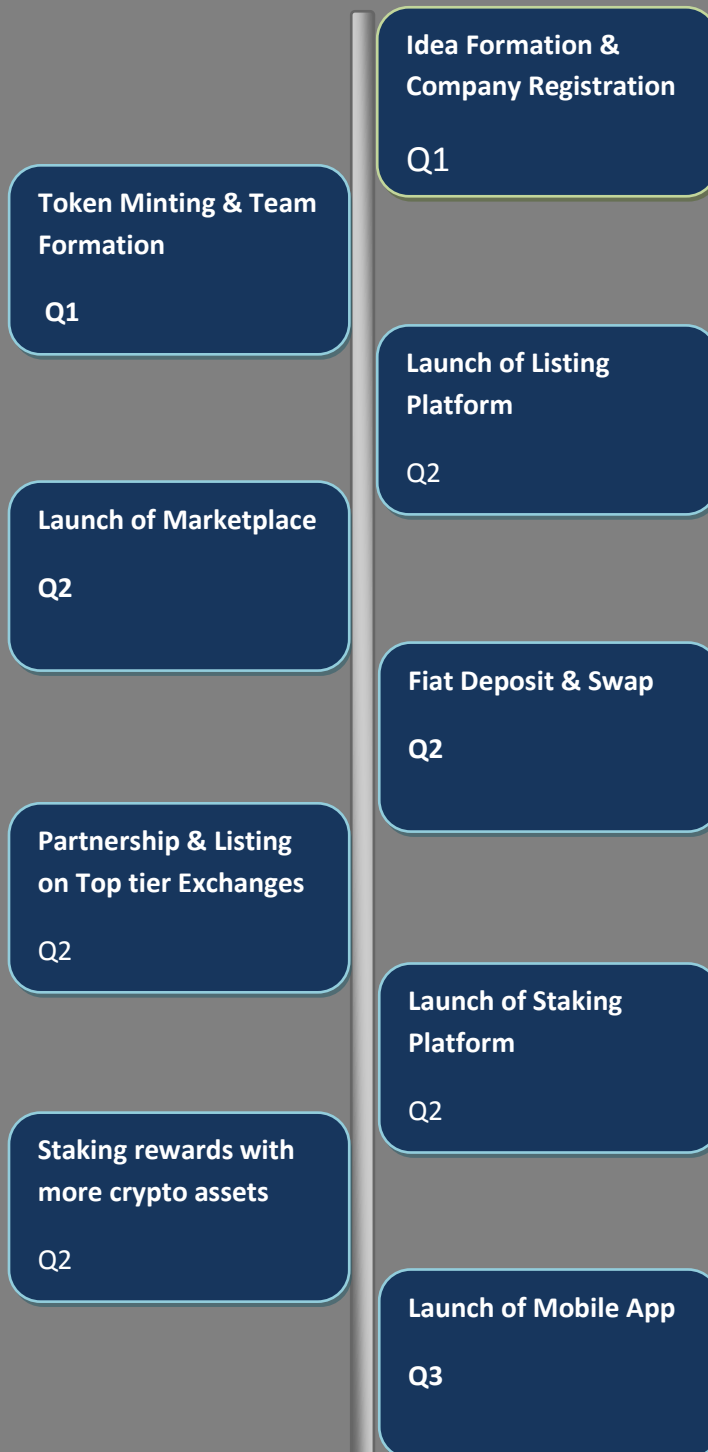 Idea Formation &
Company Registration
Q1
Token Minting & Team
Formation
Q1
Launch of Listing
Platform
Q2
Launch of Marketplace
Q2
Fiat Deposit & Swap
Q2
Partnership & Listing
on Top tier Exchanges
Q2
Launch of Staking
Platform
Q2
Staking rewards with
more crypto assets
Q2
Launch of Mobile App
Q3